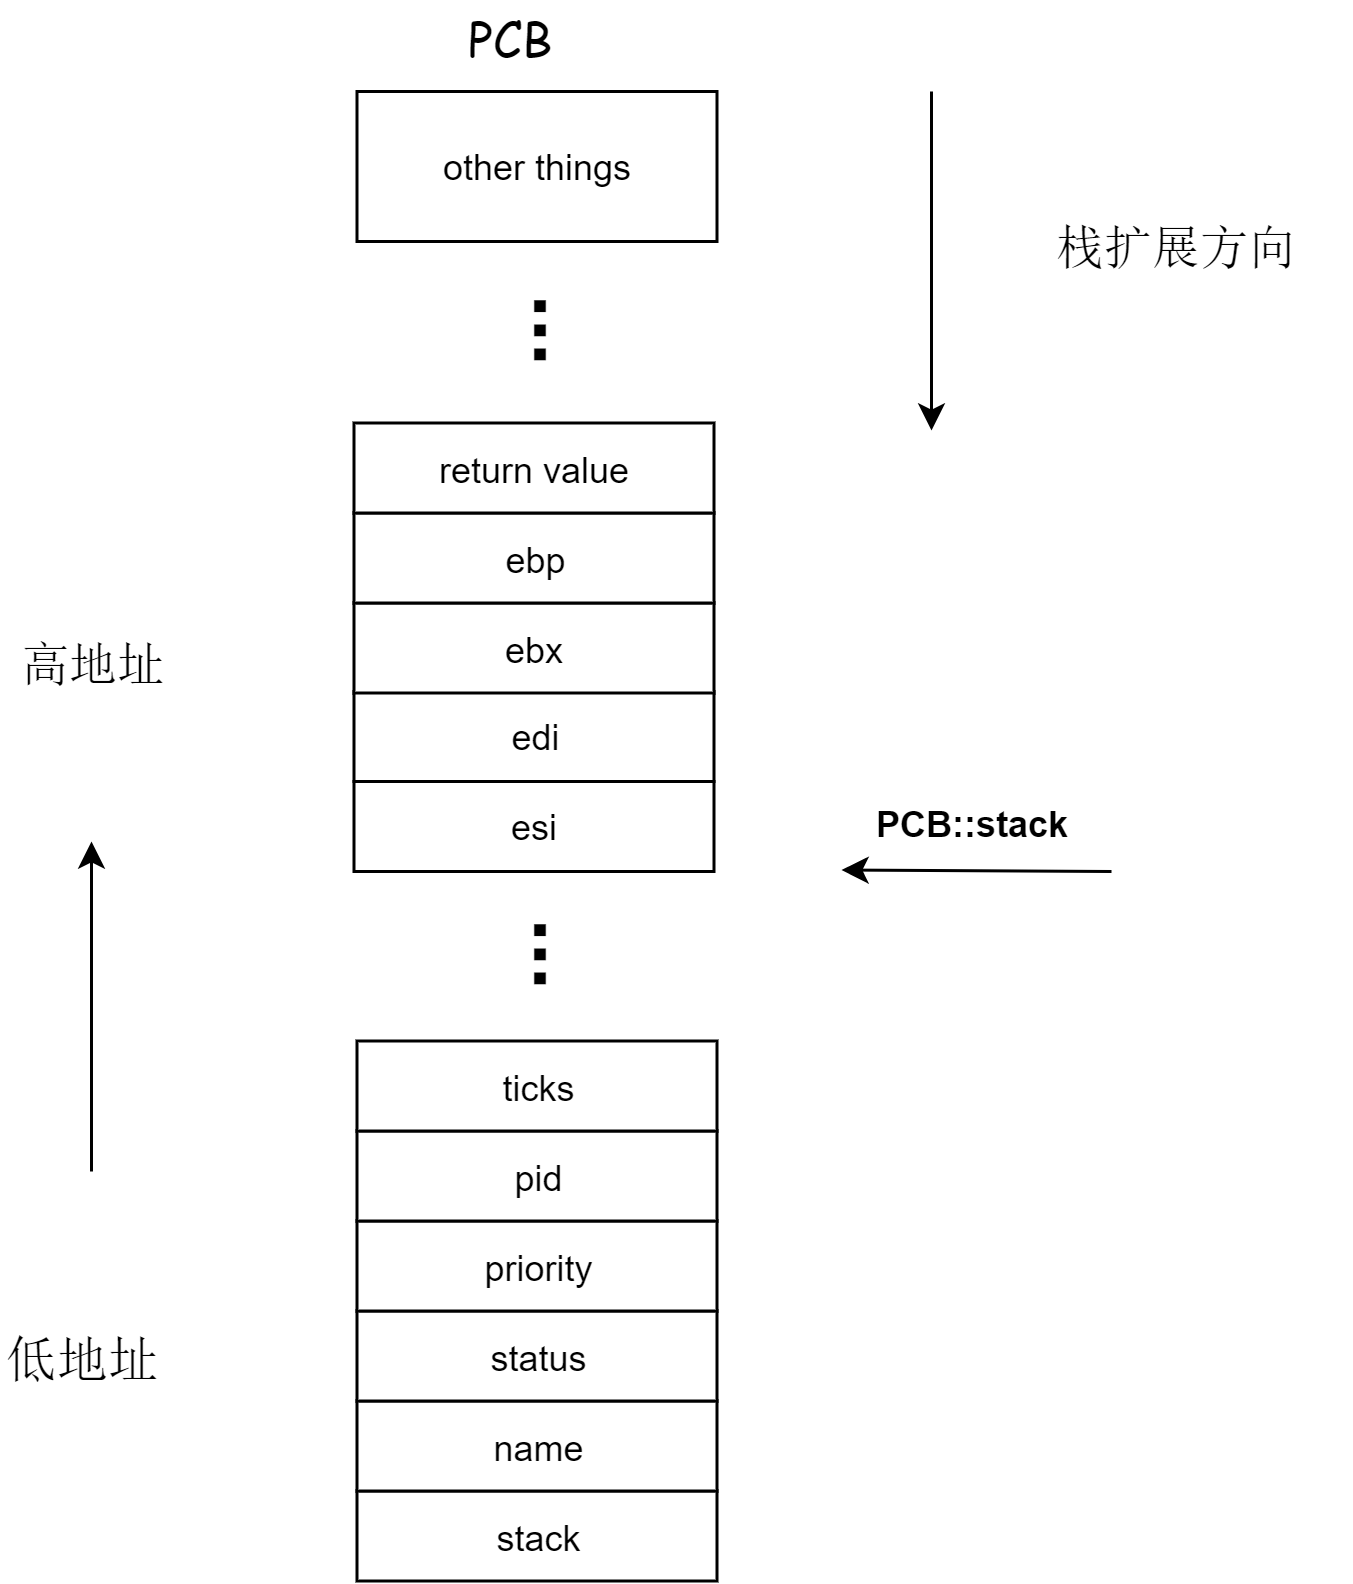 PCB
other things
栈扩展方向
return value
ebp
ebx
高地址
edi
esi
PCB::stack
ticks
pid
priority
低地址
status
name
stack